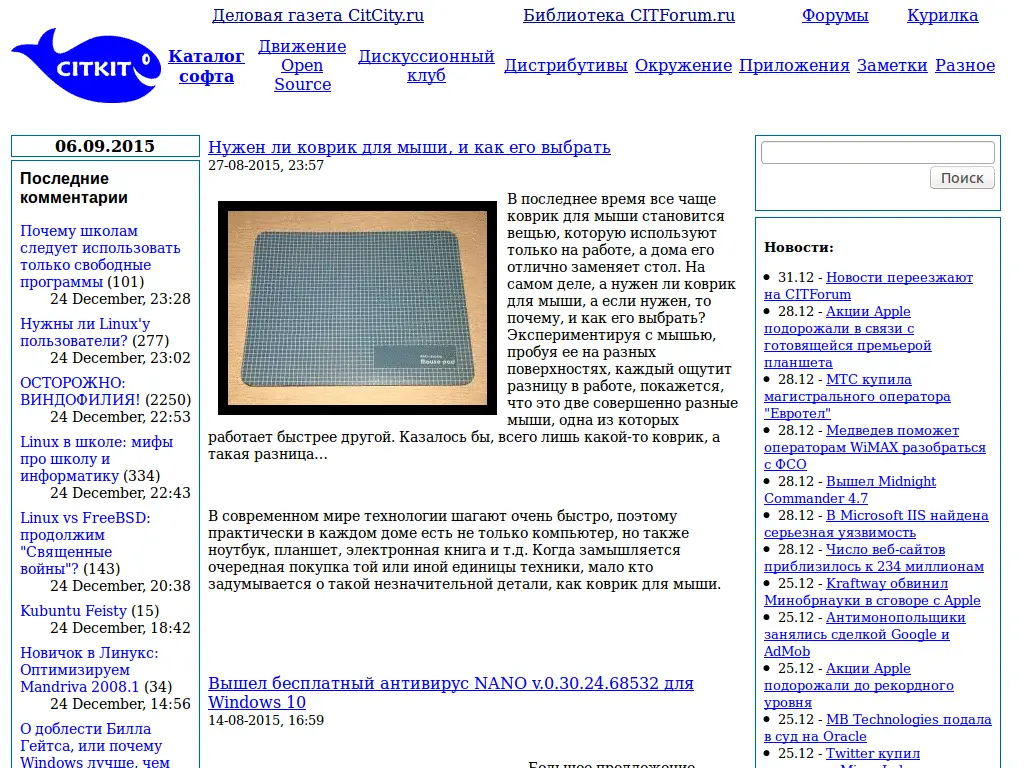 Деловая газета CitCity.ru
Библиотека CITForum.ru
Форумы
Курилка
CITKIT
Каталог
софта
Движение
Open
Source
Дискуссионный
клуб
Дистрибутивы
Окружение
Приложения
Заметки
Разное
06.09.2015
Последние
комментарии
Почему школам
следует использовать
только свободные
программы (101)
24 December, 23:28
Нужны ли Linux'у
пользователи? (277)
24 December, 23:02
ОСТОРОЖНО:
ВИНДОФИЛИЯ! (2250)
24 December, 22:53
Linux в школе: мифы
про школу и
информатику (334)
24 December, 22:43
Linux vs FreeBSD:
продолжим
"Священные
войны"? (143)
24 December, 20:38
Kubuntu Feisty (15)
24 December, 18:42
Новичок в Линукс:
Оптимизируем
Mandriva 2008.1 (34)
24 December, 14:56
О доблести Билла
Гейтса, или почему
Windows лучше, чем
Нужен ли коврик для мыши, и как его выбрать
27-08-2015, 23:57
Mouse pad
В последнее время все чаще
коврик для мыши становится
вещью, которую используют
только на работе, а дома его
отлично заменяет стол. На
самом деле, а нужен ли коврик
для мыши, а если нужен, то
почему, и как его выбрать?
Экспериментируя с мышью,
пробуя ее на разных
поверхностях, каждый ощутит
разницу в работе, покажется,
что это две совершенно разные
мыши, одна из которых
работает быстрее другой. Казалось бы, всего лишь какой-то коврик, а
такая разница…
В современном мире технологии шагают очень быстро, поэтому
практически в каждом доме есть не только компьютер, но также
ноутбук, планшет, электронная книга и т.д. Когда замышляется
очередная покупка той или иной единицы техники, мало кто
задумывается о такой незначительной детали, как коврик для мыши.
Вышел бесплатный антивирус NANO v.0.30.24.68532 для
Windows 10
14-08-2015, 16:59
Большое предложение
Поиск
Новости:
31.12 - Новости переезжают
на CITForum
28.12 - Акции Apple
подорожали в связи с
готовящейся премьерой
планшета
28.12 - МТС купила
магистрального оператора
"Евротел"
28.12 - Медведев поможет
операторам WiMAX разобраться
с ФСО
28.12 - Вышел Midnight
Commander 4.7
28.12 - В Microsoft IIS найдена
серьезная уязвимость
28.12 - Число веб-сайтов
приблизилось к 234 миллионам
25.12 - Kraftway обвинил
Минобрнауки в сговоре с Apple
25.12 - Антимонопольщики
занялись сделкой Google и
AdMob
25.12 - Акции Apple
подорожали до рекордного
уровня
25.12 - MB Technologies подала
в суд на Oracle
25.12 - Twitter купил